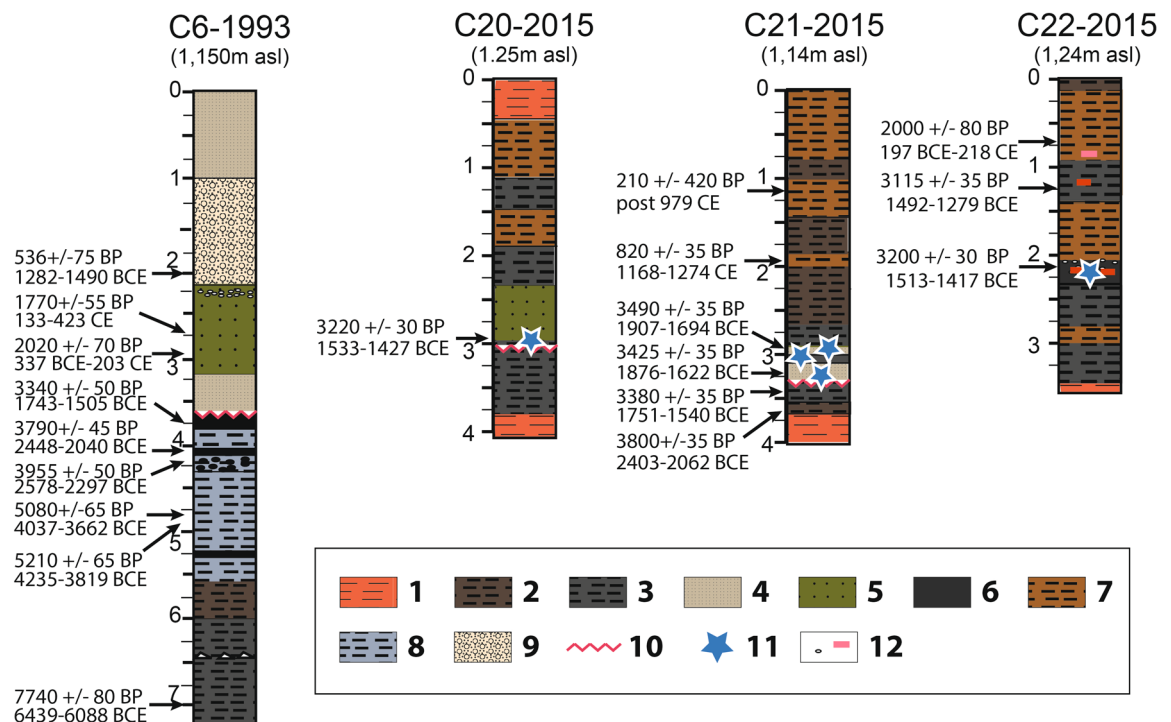 C6-1993
(1,150m asl)
0
1
2
3
4
5
6
7
536+/-75 BP
1282-1490 BCE
1770+/-55 BP
133-423 CE
2020 +/- 70 BP
337 BCE-203 CE
3340 +/- 50 BP
1743-1505 BCE
3790+/- 45 BP
2448-2040 BCE
3955 +/- 50 BP
2578-2297 BCE
5080+/-65 BP
4037-3662 BCE
5210 +/- 65 BP
4235-3819 BCE
7740 +/- 80 BP
6439-6088 BCE
C20-2015
(1.25m asl)
0
1
2
3
4
3220 +/- 30 BP
1533-1427 BCE
C21-2015
(1,14m asl)
0
1
2
3
4
210 +/- 420 BP
post 979 CE
820 +/- 35 BP
1168-1274 CE
3490 +/- 35 BP
1907-1694 BCE
3425 +/- 35 BP
1876-1622 BCE
3380 +/- 35 BP
1751-1540 BCE
3800+/-35 BP
2403-2062 BCE
C22-2015
(1,24m asl)
0
1
2
3
2000 +/- 80 BP
197 BCE-218 CE
3115 +/- 35 BP
1492-1279 BCE
3200 +/- 30 BP
1513-1417 BCE
1 2 3 4 5 6 7
8 9 10 11 12